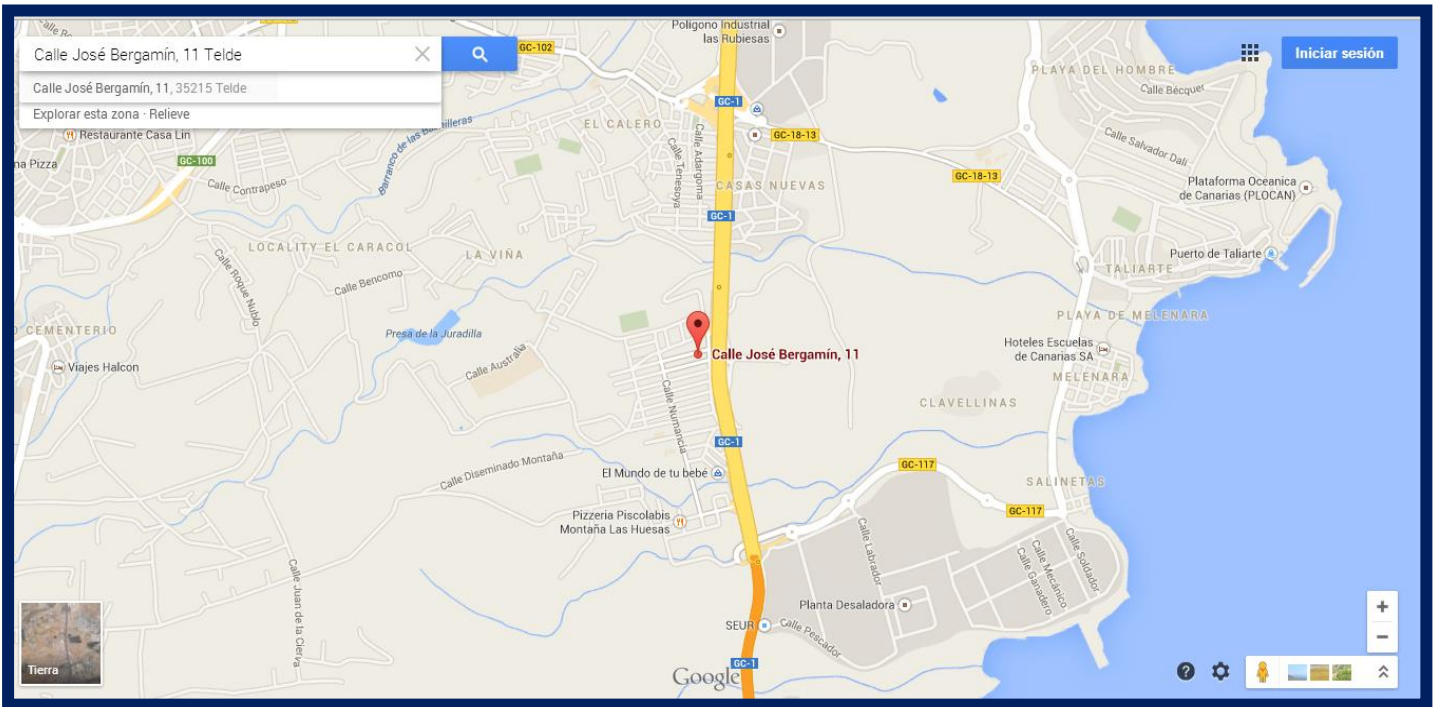 Calle José Bergamín, 11 Telde
Calle José Bergamín, 11, 35215 Telde
Explorar esta zona · Relieve
Iniciar sesión
Poligono Industrial
las Rubiesas
GC-102
PLAYA DEL HOMBRE
Calle Bécquer
GC-1
EL CALERO
GC-18-13
Restaurante Casa Lin
na Pizza
GC-100
Calle Contrapeso
Calle Tenesoya
Calle Adargoma
CASAS NUEVAS
GC-18-13
Calle Salvador Dali
Plataforma Oceanica
de Canarias (PLOCAN)
GC-1
LOCALITY EL CARACOL
LA VIÑA
Puerto de Taliarte
TALIARTE
Calle Roque Nublo
Calle Bencomo
Presa de la Juradilla
PLAYA DE MELENARA
CEMENTERIO
Viajes Halcon
Calle José Bergamín, 11
Hoteles Escuelas
de Canarias SA
MELENARA
Calle Australia
Calle Numancia
CLAVELLINAS
GC-1
Calle Diseminado Montaña
El Mundo de tu bebé
GC-117
SALINETAS
Pizzeria Piscolabis
Montaña Las Huesas
GC-117
Calle Labrador
Calle Soldador
Calle Mecánico
Calle Ganadero
Calle Juan de la Cierva
Planta Desaladora
SEUR
Calle Pescador
GC-1
Google
Tierra